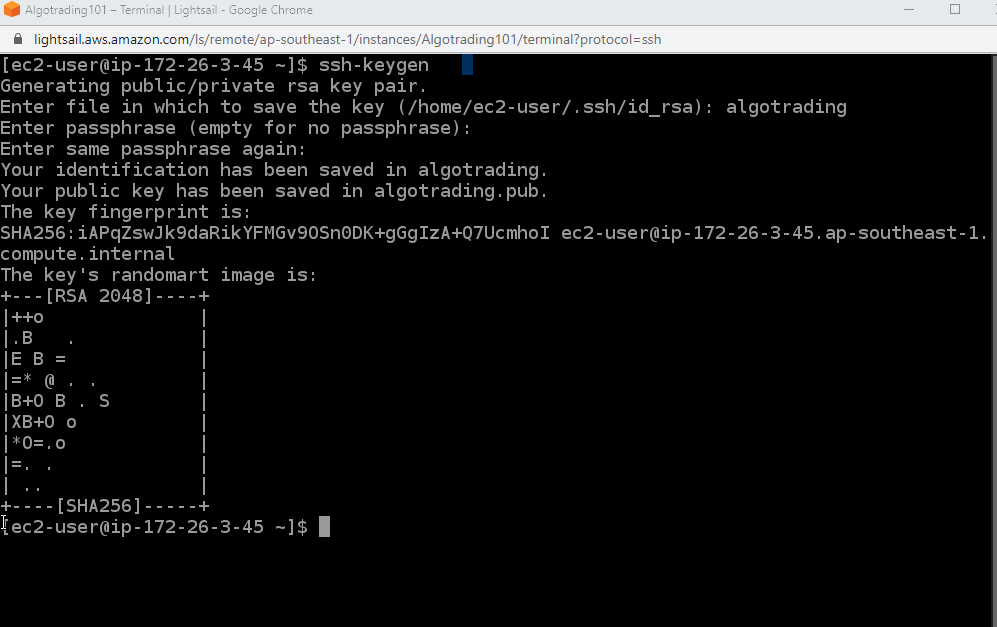 Algotrading101 – Terminal | Lightsail - Google Chrome
lightsail.aws.amazon.com/ls/remote/ap-southeast-1/instances/Algotrading101/terminal?protocol=ssh
[ec2-user@ip-172-26-3-45 ~]$ ssh-keygen
Generating public/private rsa key pair.
Enter file in which to save the key (/home/ec2-user/.ssh/id_rsa): algotrading
Enter passphrase (empty for no passphrase):
Enter same passphrase again:
Your identification has been saved in algotrading.
Your public key has been saved in algotrading.pub.
The key fingerprint is:
SHA256:iAPqZswJk9daRikYFMGv9OSn0DK+gGgIzA+Q7UcmhoI ec2-user@ip-172-26-3-45.ap-southeast-1.
compute.internal
The key's randomart image is:
+---[RSA 2048]----+
|++o              |
|.B   .           |
|E B =            |
|=* @ . .         |
|B+O B . S        |
|XB+O o           |
|*O=.o            |
|=. .             |
| ..              |
+----[SHA256]-----+
[ec2-user@ip-172-26-3-45 ~]$